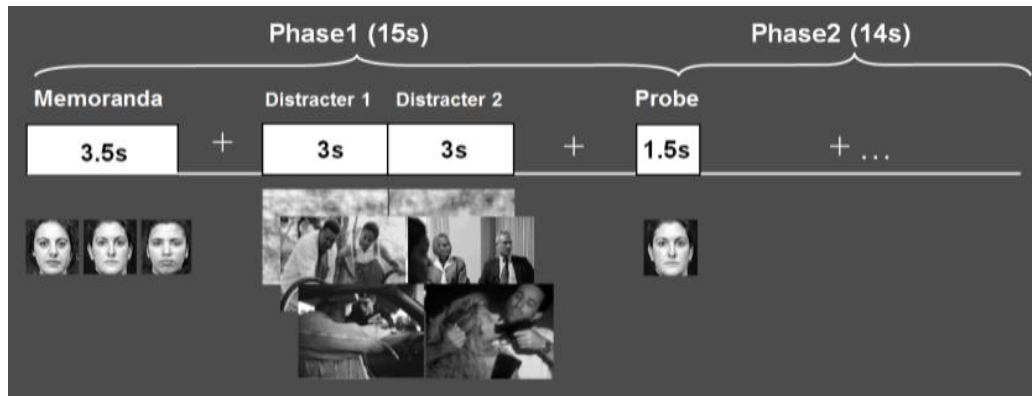 Phase1 (15s) Phase2 (14s)
Memoranda Distracter 1 Distracter 2 Probe
3.5s + 3s 3s + 1.5s + ...